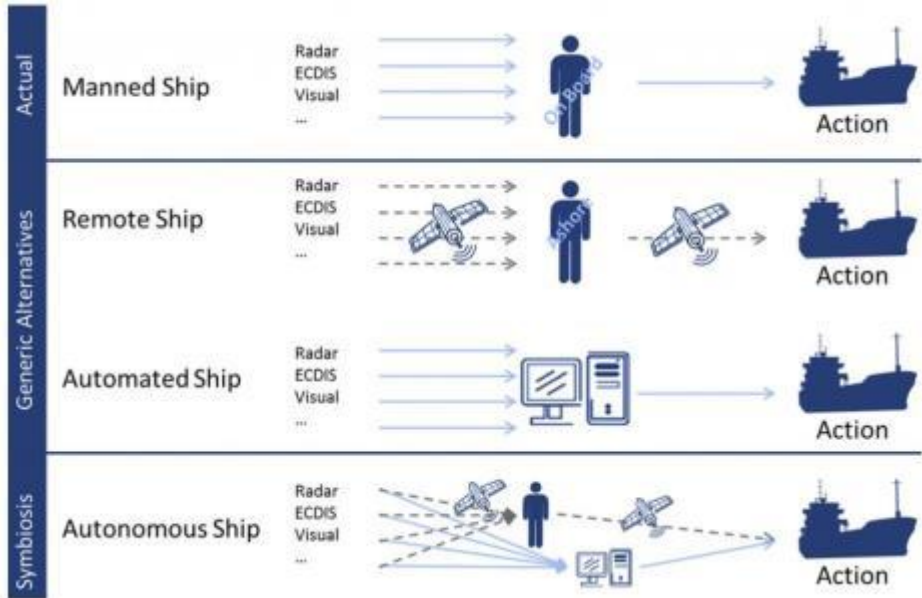 Actual
Manned Ship
Radar
ECDIS
Visual
...
On Board
Action
Generic Alternatives
Remote Ship
Radar
ECDIS
Visual
...
Ashore
Action
Automated Ship
Radar
ECDIS
Visual
...
Action
Symbiosis
Autonomous Ship
Radar
ECDIS
Visual
...
Action